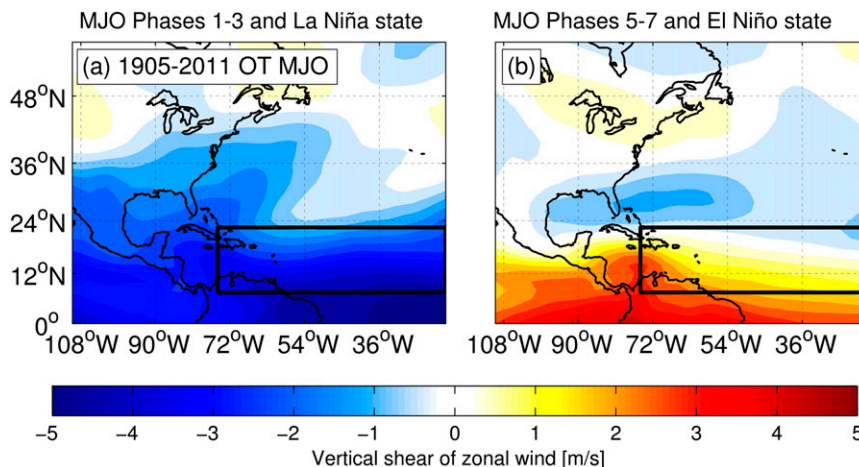 MJO Phases 1-3 and La Niña state
MJO Phases 5-7 and El Niño state
(a) 1905-2011 OT MJO
(b)
48°N
36°N
24°N
12°N
0°
108°W 90°W 72°W 54°W 36°W
108°W 90°W 72°W 54°W 36°W
−5 −4 −3 −2 −1 0 1 2 3 4 5
Vertical shear of zonal wind [m/s]